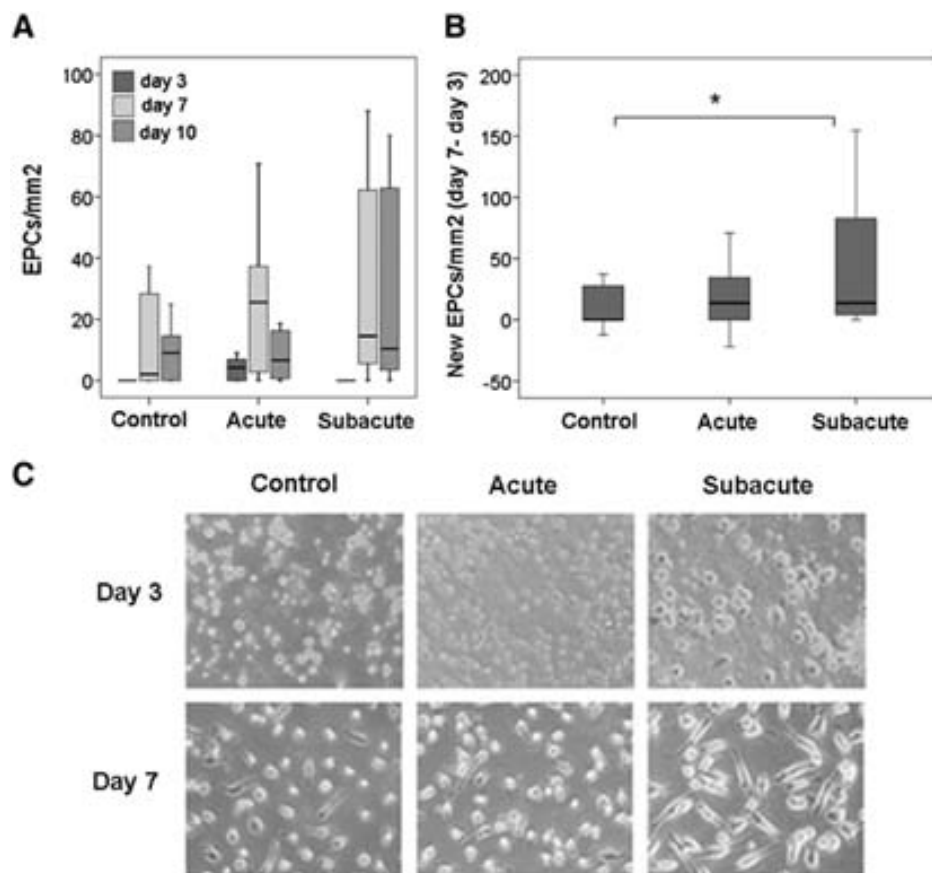 A
100
80
60
40
20
0
EPCs/mm2
day 3
day 7
day 10
Control Acute Subacute
B
200
150
100
50
0
-50
New EPCs/mm2 (day 7- day 3)
*
Control Acute Subacute
C
Control Acute Subacute
Day 3
Day 7